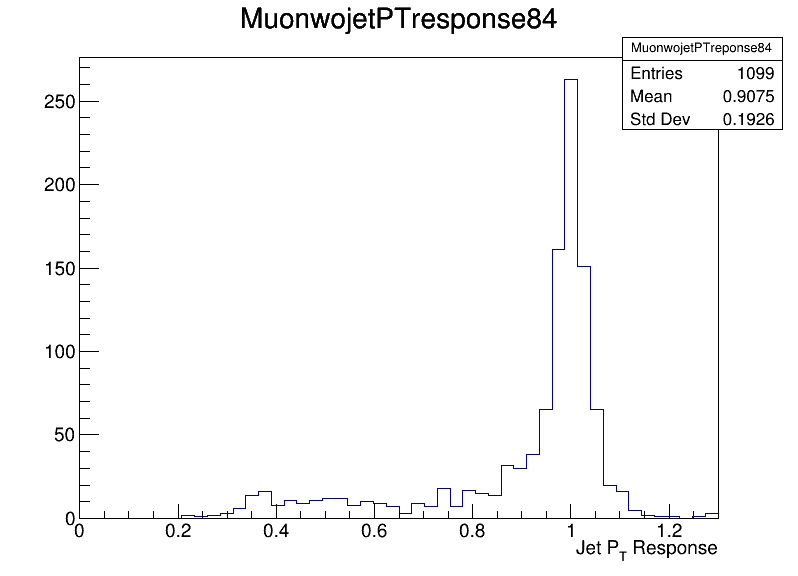 MuonwojetPTresponse84
MuonwojetPTreponse84
Entries 1099
Mean 0.9075
Std Dev 0.1926
250
200
150
100
50
0
0 0.2 0.4 0.6 0.8 1 1.2
Jet PT Response